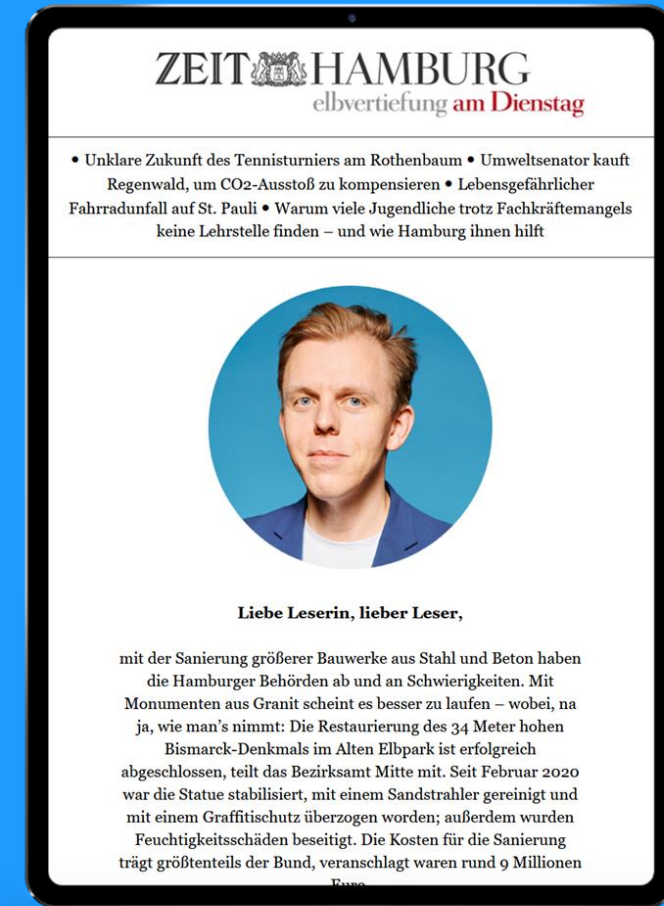 ZEIT HAMBURG
elbvertiefung am Dienstag
• Unklare Zukunft des Tennisturniers am Rothenbaum • Umweltsenator kauft
Regenwald, um CO2-Ausstoß zu kompensieren • Lebensgefährlicher
Fahrradunfall auf St. Pauli • Warum viele Jugendliche trotz Fachkräftemangels
keine Lehrstelle finden – und wie Hamburg ihnen hilft
Liebe Leserin, lieber Leser,
mit der Sanierung größerer Bauwerke aus Stahl und Beton haben
die Hamburger Behörden ab und an Schwierigkeiten. Mit
Monumenten aus Granit scheint es besser zu laufen – wobei, na
ja, wie man's nimmt: Die Restaurierung des 34 Meter hohen
Bismarck-Denkmals im Alten Elbpark ist erfolgreich
abgeschlossen, teilt das Bezirksamt Mitte mit. Seit Februar 2020
war die Statue stabilisiert, mit einem Sandstrahler gereinigt und
mit einem Graffitischutz überzogen worden; außerdem wurden
Feuchtigkeitsschäden beseitigt. Die Kosten für die Sanierung
trägt größtenteils der Bund, veranschlagt waren rund 9 Millionen
Euro